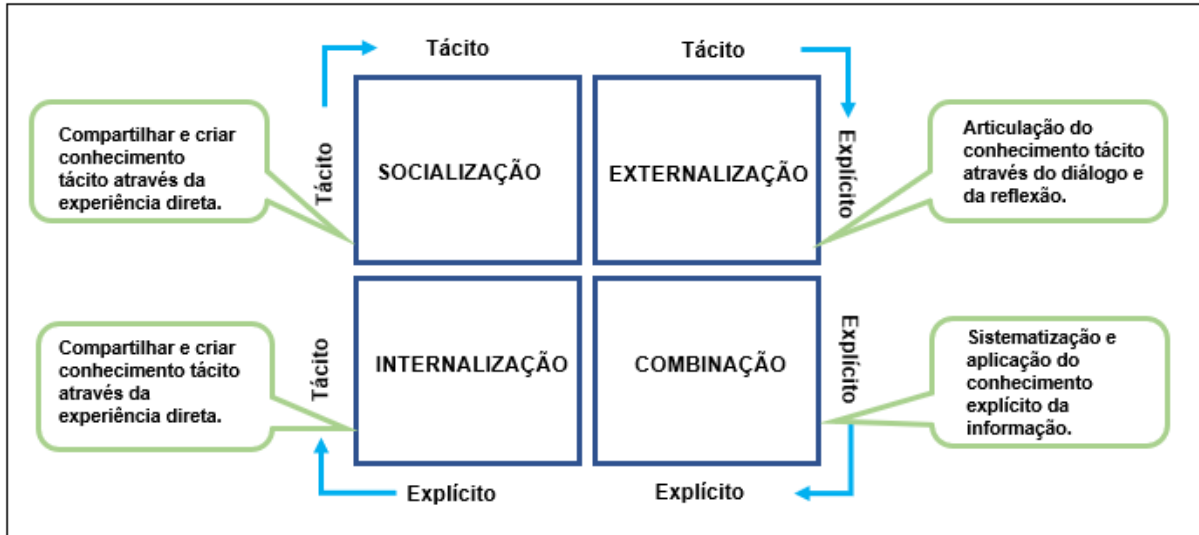 Tácito
Tácito
Compartilhar e criar
conhecimento
tácito através da
experiência direta.
Tácito
SOCIALIZAÇÃO
EXTERNALIZAÇÃO
Explícito
Articulação do
conhecimento tácito
através do diálogo e
da reflexão.
Compartilhar e criar
conhecimento tácito
através da
experiência direta.
Tácito
INTERNALIZAÇÃO
COMBINAÇÃO
Explícito
Sistematização e
aplicação do
conhecimento
explícito da
informação.
Explícito
Explícito